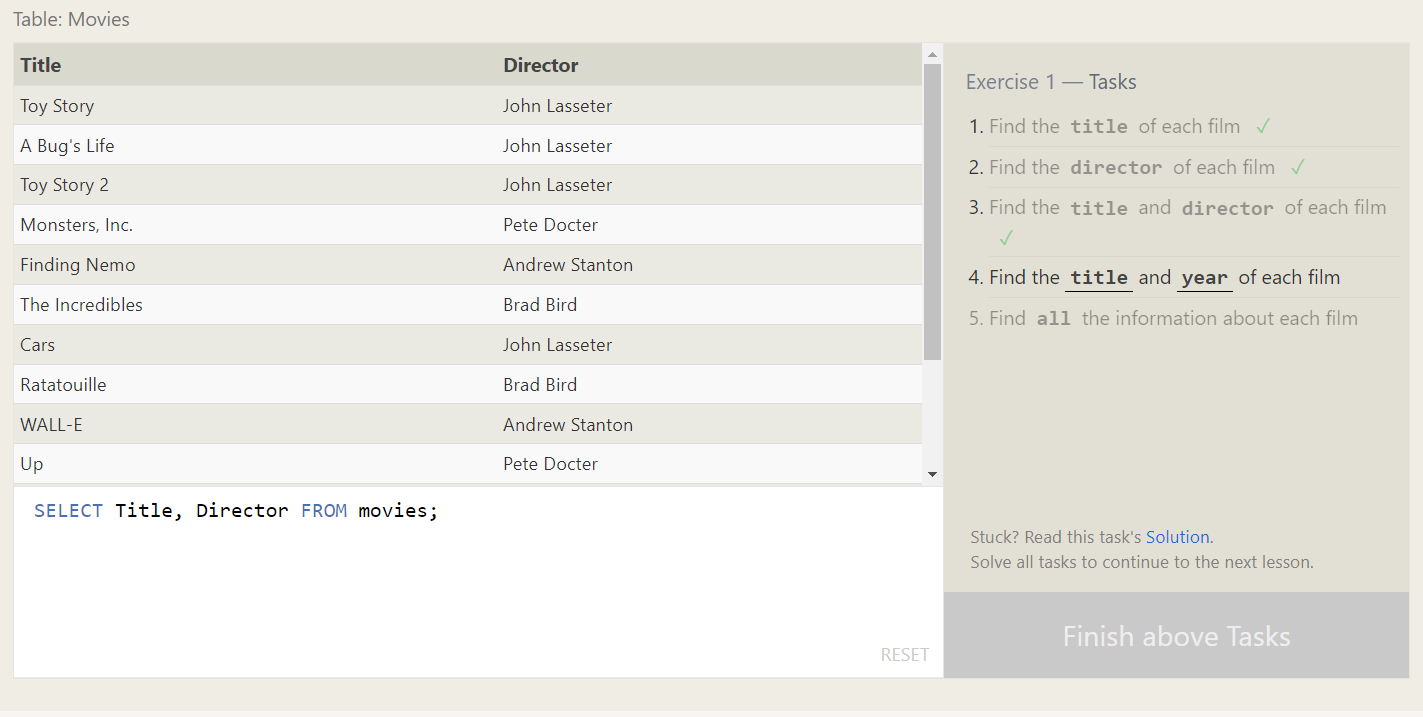 Table: Movies
Title Director
Toy Story John Lasseter
A Bug's Life John Lasseter
Toy Story 2 John Lasseter
Monsters, Inc. Pete Docter
Finding Nemo Andrew Stanton
The Incredibles Brad Bird
Cars John Lasseter
Ratatouille Brad Bird
WALL-E Andrew Stanton
Up Pete Docter
SELECT Title, Director FROM movies;
RESET
Exercise 1 — Tasks
1. Find the title of each film ✓
2. Find the director of each film ✓
3. Find the title and director of each film
✓
4. Find the title and year of each film
5. Find all the information about each film
Stuck? Read this task's Solution.
Solve all tasks to continue to the next lesson.
Finish above Tasks